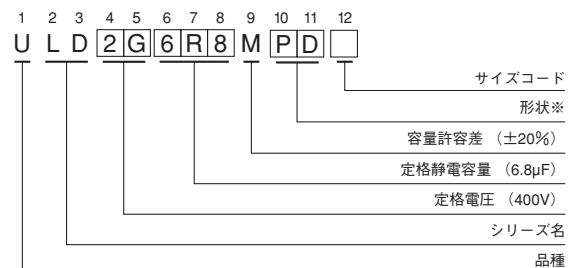 1 2 3 4 5 6 7 8 9 10 11 12
U L D 2 G 6 R 8 M P D
サイズコード
形状※
容量許容差 （±20%）
定格静電容量 （6.8μF）
定格電圧 （400V）
シリーズ名
品種